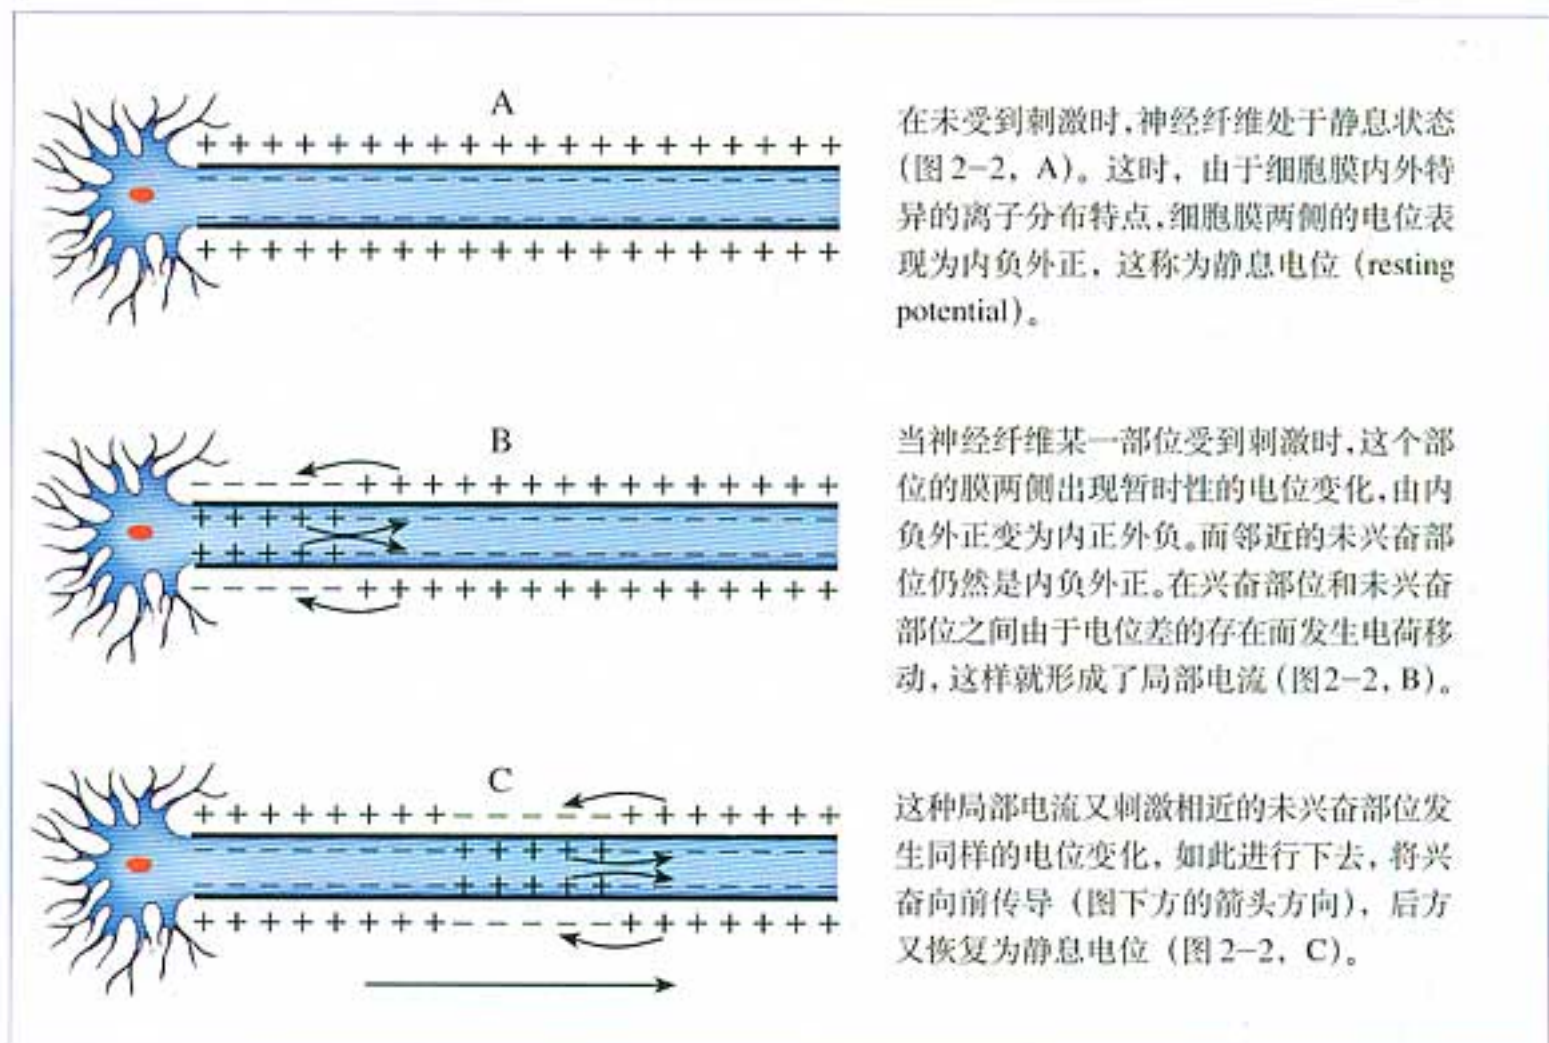 A
在未受到刺激时,神经纤维处于静息状态
(图2-2, A)。这时, 由于细胞膜内外特
异的离子分布特点,细胞膜两侧的电位表
现为内负外正, 这称为静息电位 (resting
potential)。
B
当神经纤维某一部位受到刺激时,这个部
位的膜两侧出现暂时性的电位变化,由内
负外正变为内正外负。而邻近的未兴奋部
位仍然是内负外正。在兴奋部位和未兴奋
部位之间由于电位差的存在而发生电荷移
动, 这样就形成了局部电流(图2-2, B)。
C
这种局部电流又刺激相近的未兴奋部位发
生同样的电位变化, 如此进行下去, 将兴
奋向前传导 (图下方的箭头方向), 后方
又恢复为静息电位 (图2-2, C)。